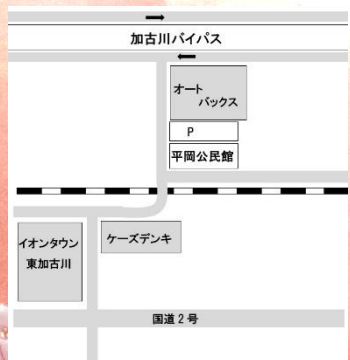 加古川バイパス
オート
バックス
P
平岡公民館
イオンタウン
東加古川
ケーズデンキ
国道2号